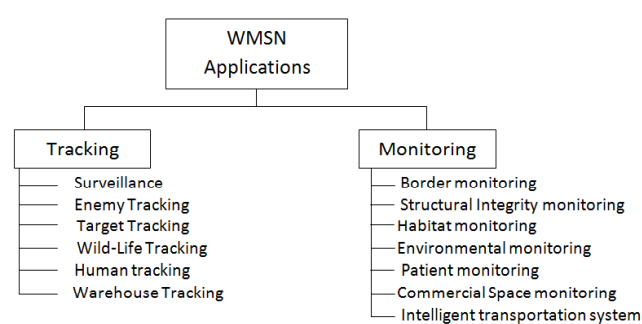 WMSN
Applications
Tracking
Surveillance
Enemy Tracking
Target Tracking
Wild-Life Tracking
Human tracking
Warehouse Tracking
Monitoring
Border monitoring
Structural Integrity monitoring
Habitat monitoring
Environmental monitoring
Patient monitoring
Commercial Space monitoring
Intelligent transportation system